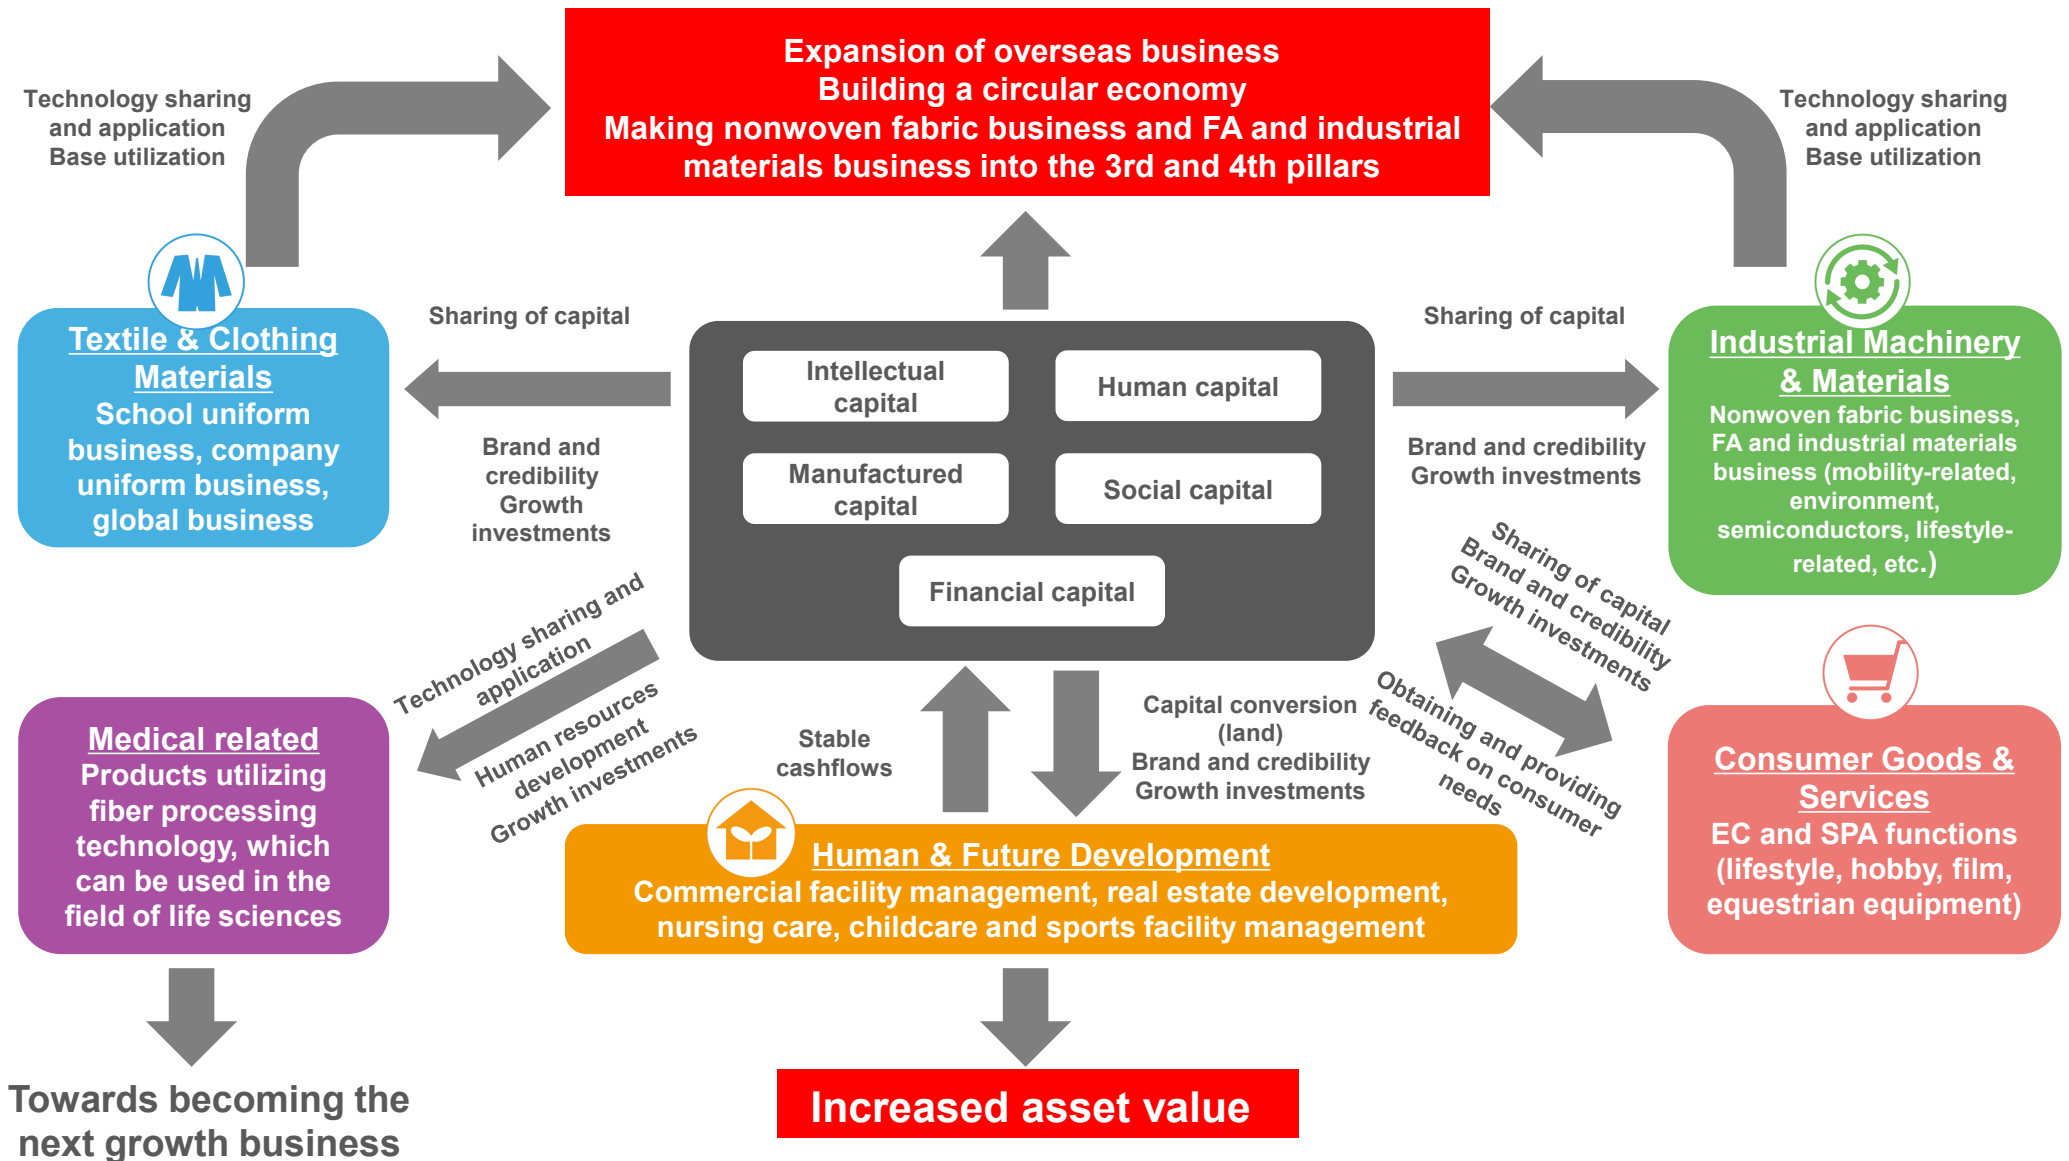 Expansion of overseas business
Building a circular economy
Making nonwoven fabric business and FA and industrial
materials business into the 3rd and 4th pillars
Technology sharing
and application
Base utilization
Technology sharing
and application
Base utilization
Textile & Clothing
Materials
School uniform
business, company
uniform business,
global business
Sharing of capital
Brand and
credibility
Growth
investments
Intellectual
capital
Human capital
Manufactured
capital
Social capital
Financial capital
Sharing of capital
Brand and credibility
Growth investments
Industrial Machinery
& Materials
Nonwoven fabric business,
FA and industrial materials
business (mobility-related,
environment,
semiconductors, lifestyle-
related, etc.)
Technology sharing and
application
Human resources
development
Growth investments
Stable
cashflows
Capital conversion
(land)
Brand and credibility
Growth investments
Sharing of capital
Brand and credibility
Growth investments
Obtaining and providing
feedback on consumer
needs
Medical related
Products utilizing
fiber processing
technology, which
can be used in the
field of life sciences
Human & Future Development
Commercial facility management, real estate development,
nursing care, childcare and sports facility management
Consumer Goods &
Services
EC and SPA functions
(lifestyle, hobby, film,
equestrian equipment)
Towards becoming the
next growth business
Increased asset value